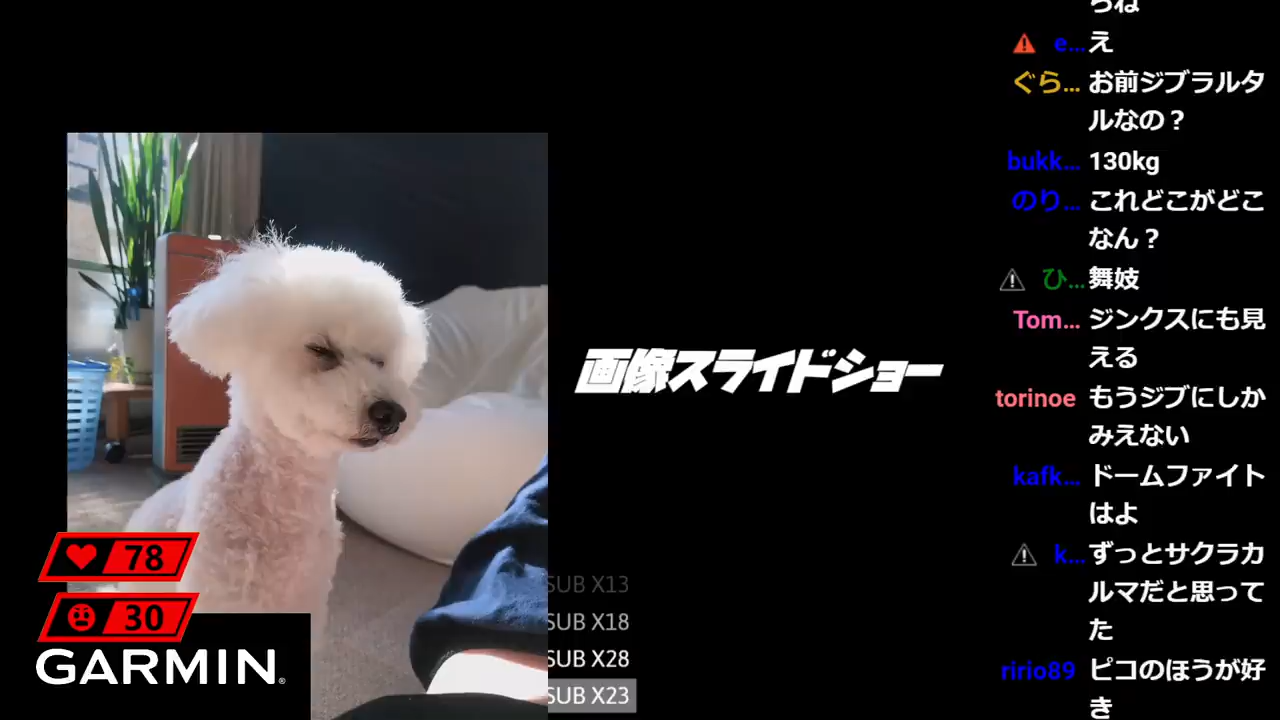 画像スライドショー
78
30
GARMIN
SUB X13
SUB X18
SUB X28
SUB X23
らね
e... え
ぐら... お前ジブラルタ
ルなの？
bukk... 130kg
のり... これどこがどこ
なん？
ひ... 舞妓
Tom... ジンクスにも見
える
torinoe もうジブにしか
みえない
kafk... ドームファイト
はよ
k... ずっとサクラカ
ルマだと思って
た
ririo89 ピコのほうが好
き